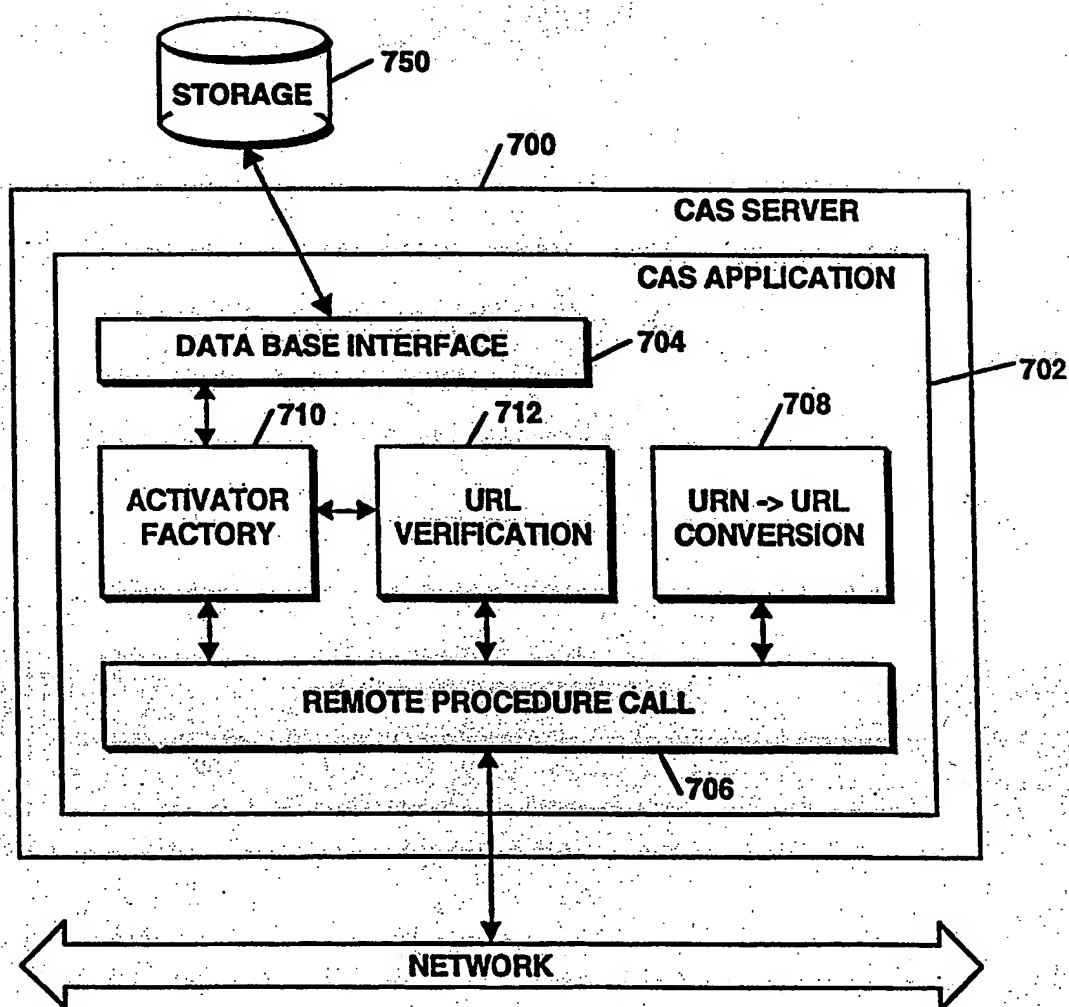 STORAGE
750
700
CAS SERVER
CAS APPLICATION
DATA BASE INTERFACE
704
702
710
712
708
ACTIVATOR
FACTORY
URL
VERIFICATION
URN -> URL
CONVERSION
REMOTE PROCEDURE CALL
706
NETWORK